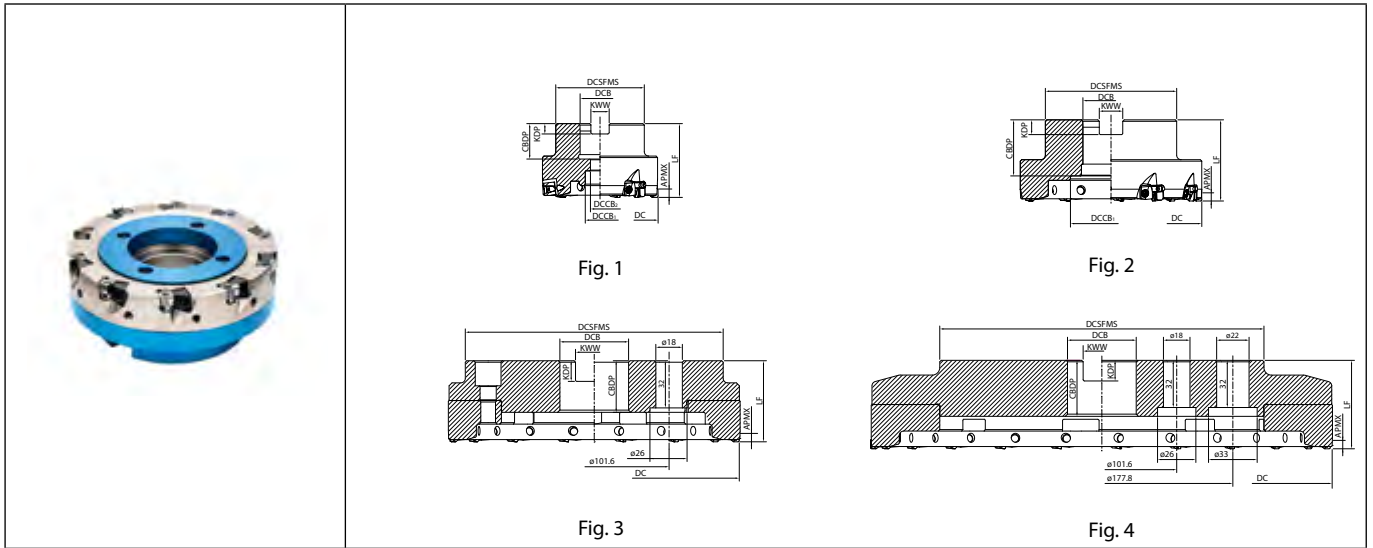 DCSFMS
DCB
KWW
KDP
CBDP
LF
APMX
DCCB₂
DCCB₁
DC
Fig. 1
DCSFMS
DCB
KWW
KDP
CBDP
LF
APMX
DCCB₁
DC
Fig. 2
DCSFMS
DCB
ø18
KWW
KDP
CBDP
32
LF
APMX
ø26
ø101.6
DC
Fig. 3
DCSFMS
DCB
ø18
ø22
KWW
KDP
CBDP
32
32
LF
APMX
ø26
ø33
ø101.6
ø177.8
DC
Fig. 4